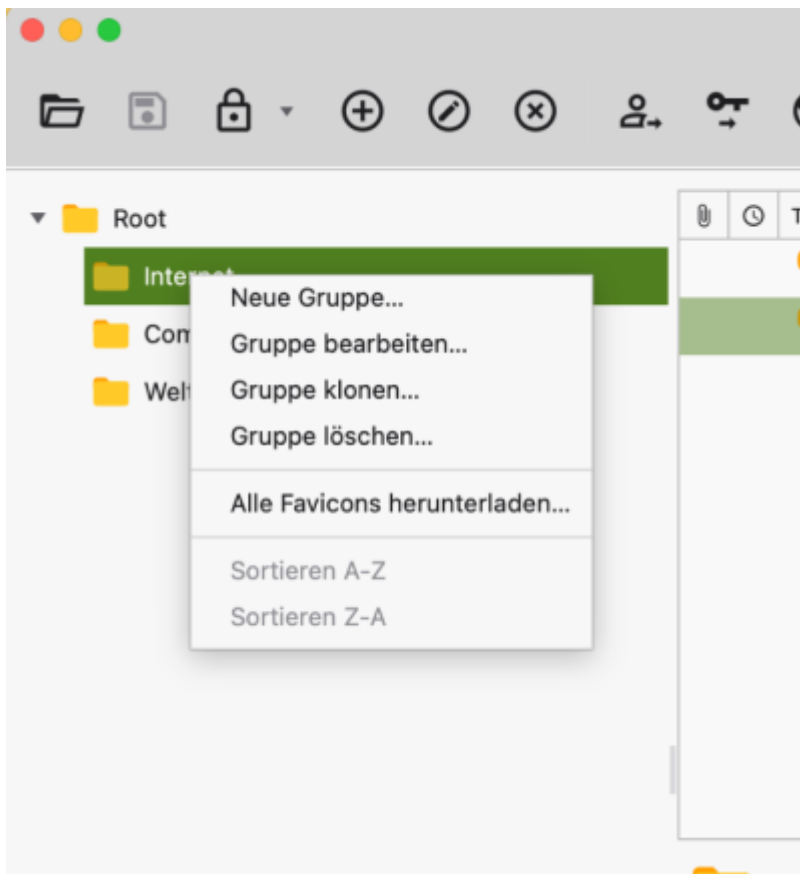 Root
Neue Gruppe...
Gruppe bearbeiten...
Gruppe klonen...
Gruppe löschen...
Alle Favicons herunterladen...
Sortieren A-Z
Sortieren Z-A